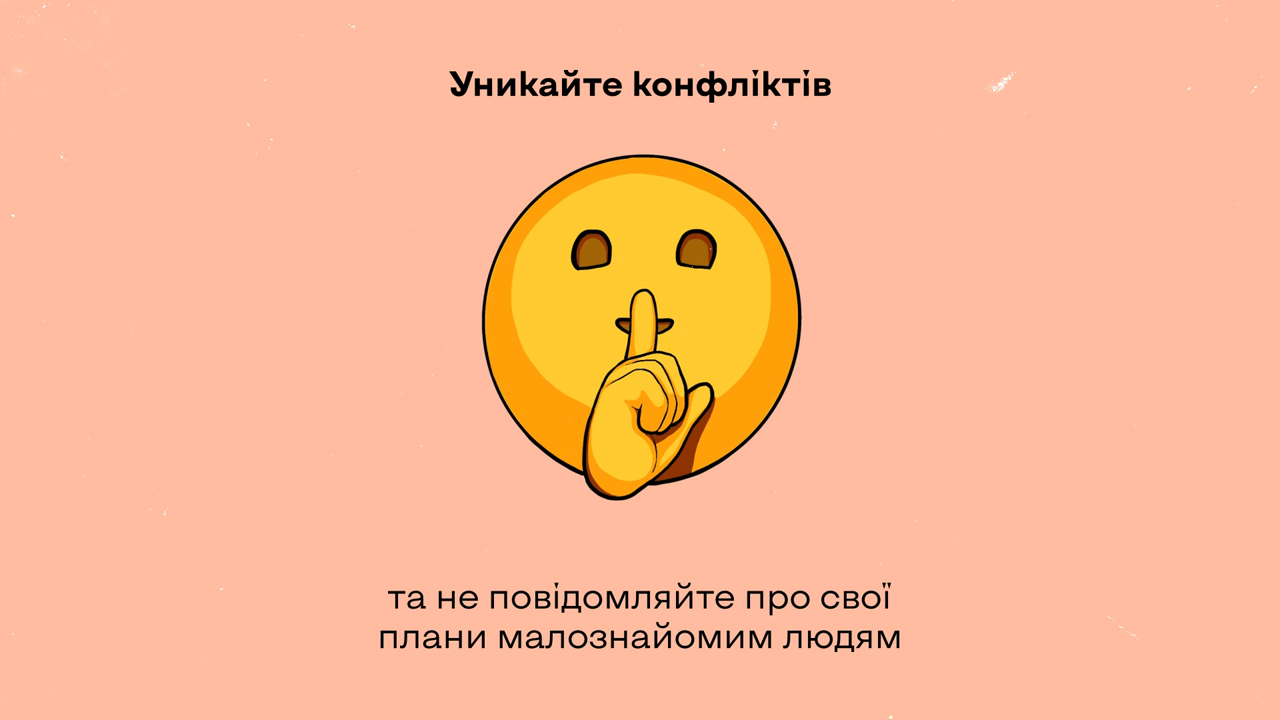 Уникайте конфліктів
та не повідомляйте про свої
плани малознайомим людям